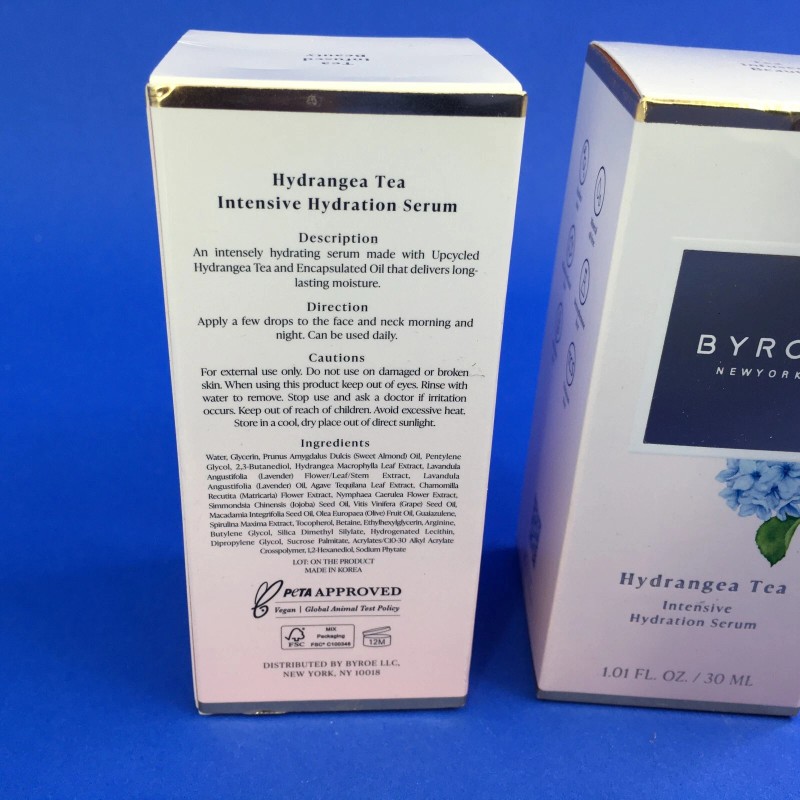 Tea
Infused
Beauty
Hydrangea Tea
Intensive Hydration Serum
Description
An intensely hydrating serum made with Upcycled
Hydrangea Tea and Encapsulated Oil that delivers long-
lasting moisture.
Direction
Apply a few drops to the face and neck morning and
night. Can be used daily.
Cautions
For external use only. Do not use on damaged or broken
skin. When using this product keep out of eyes. Rinse with
water to remove. Stop use and ask a doctor if irritation
occurs. Keep out of reach of children. Avoid excessive heat.
Store in a cool, dry place out of direct sunlight.
Ingredients
Water, Glycerin, Prunus Amygdalus Dulcis (Sweet Almond) Oil, Pentylene
Glycol, 2,3-Butanediol, Hydrangea Macrophylla Leaf Extract, Lavandula
Angustifolia (Lavender) Flower/Leaf/Stem Extract, Lavandula
Angustifolia (Lavender) Oil, Agave Tequilana Leaf Extract, Chamomilla
Recutita (Matricaria) Flower Extract, Nymphaea Caerulea Flower Extract,
Simmondsia Chinensis (Jojoba) Seed Oil, Vitis Vinifera (Grape) Seed Oil,
Macadamia Integrifolia Seed Oil, Olea Europaea (Olive) Fruit Oil, Guaiazulene,
Spirulina Maxima Extract, Tocopherol, Betaine, Ethylhexylglycerin, Arginine,
Butylene Glycol, Silica Dimethyl Silylate, Hydrogenated Lecithin,
Dipropylene Glycol, Sucrose Palmitate, Acrylates/C10-30 Alkyl Acrylate
Crosspolymer, 1,2-Hexanediol, Sodium Phytate
LOT: ON THE PRODUCT
MADE IN KOREA
PETA APPROVED
Vegan | Global Animal Test Policy
FSC
MIX
Packaging
FSC® C100046
12M
DISTRIBUTED BY BYROE LLC,
NEW YORK, NY 10018
BYRO
NEWYORK
Hydrangea Tea
Intensive
Hydration Serum
1.01 FL. OZ. / 30 ML